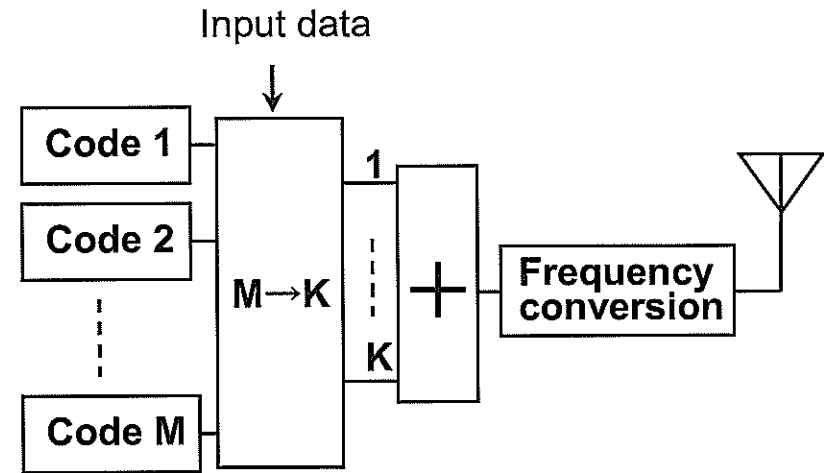 Input data
Code 1
Code 2
Code M
M→K
1
K
+
Frequency
conversion